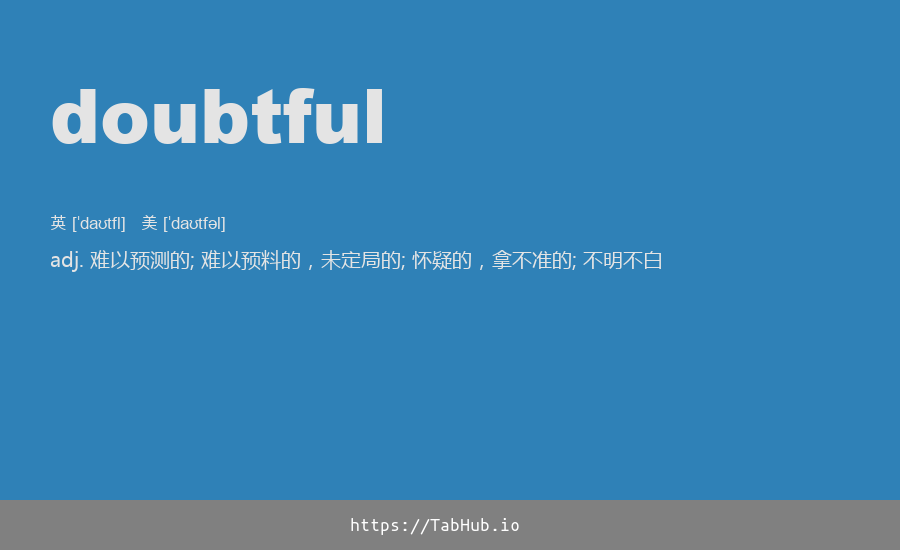 doubtful
英 [ˈdaʊtfl] 美 [ˈdaʊtfəl]
adj. 难以预测的; 难以预料的，未定局的; 怀疑的，拿不准的; 不明不白
https://TabHub.io